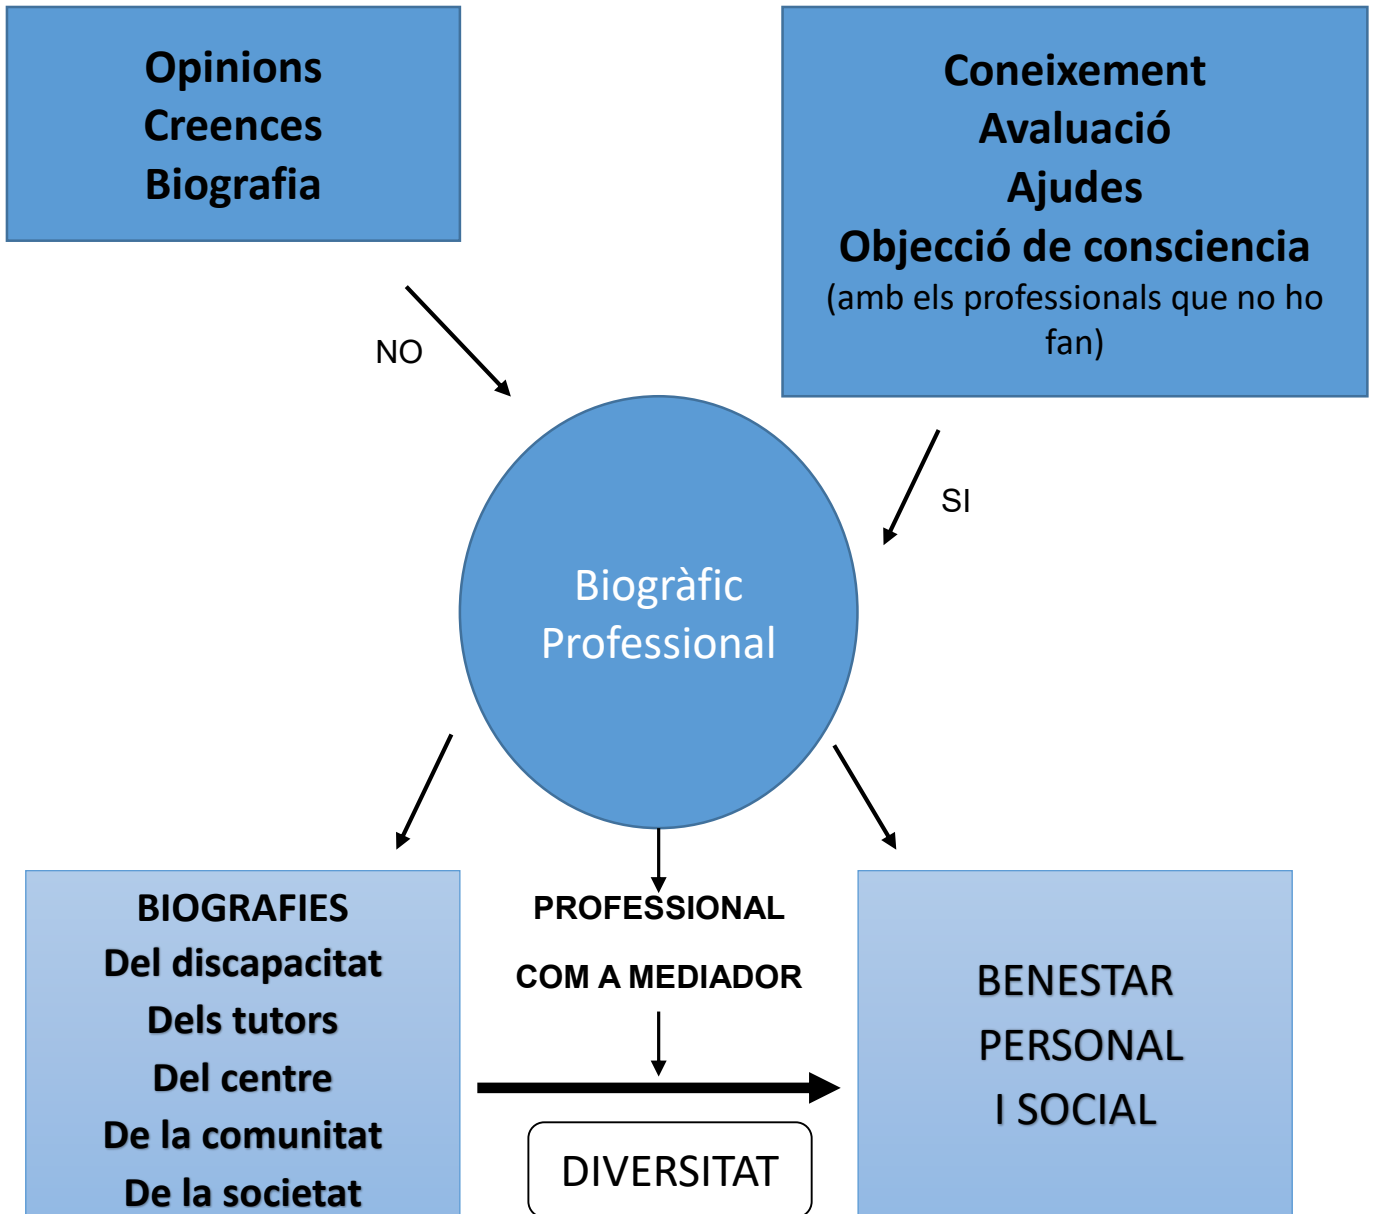 Opinions
Creences
Biografia
Coneixement
Avaluació
Ajudes
Objecció de consciencia
(amb els professionals que no ho
fan)
NO
SI
Biogràfic
Professional
BIOGRAFIES
Del discapacitat
Dels tutors
Del centre
De la comunitat
De la societat
PROFESSIONAL
COM A MEDIADOR
DIVERSITAT
BENESTAR
PERSONAL
I SOCIAL